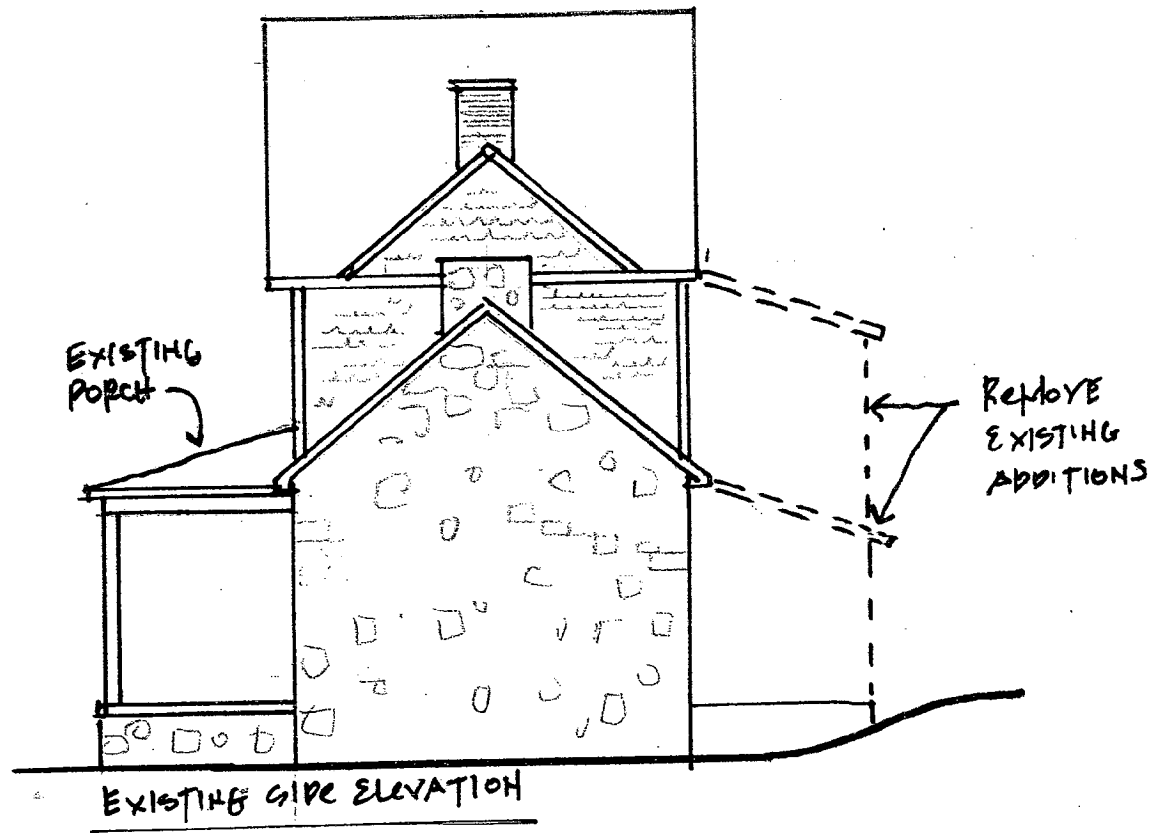 EXISTING
PORCH
REMOVE
EXISTING
ADDITIONS
EXISTING SIDE ELEVATION